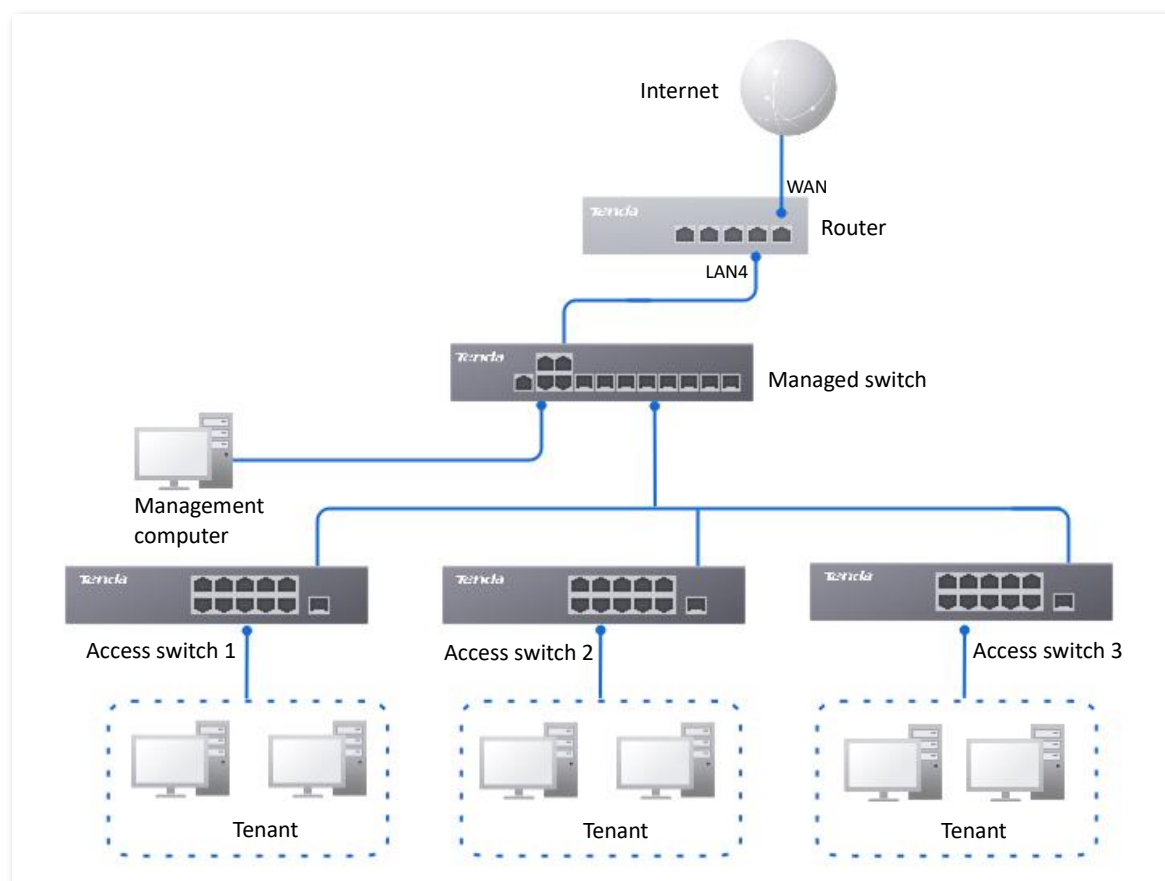 Internet
WAN
Tenda
Router
LAN4
Tenda
Managed switch
Management
computer
Tenda
Tenda
Tenda
Access switch 1
Access switch 2
Access switch 3
Tenant
Tenant
Tenant